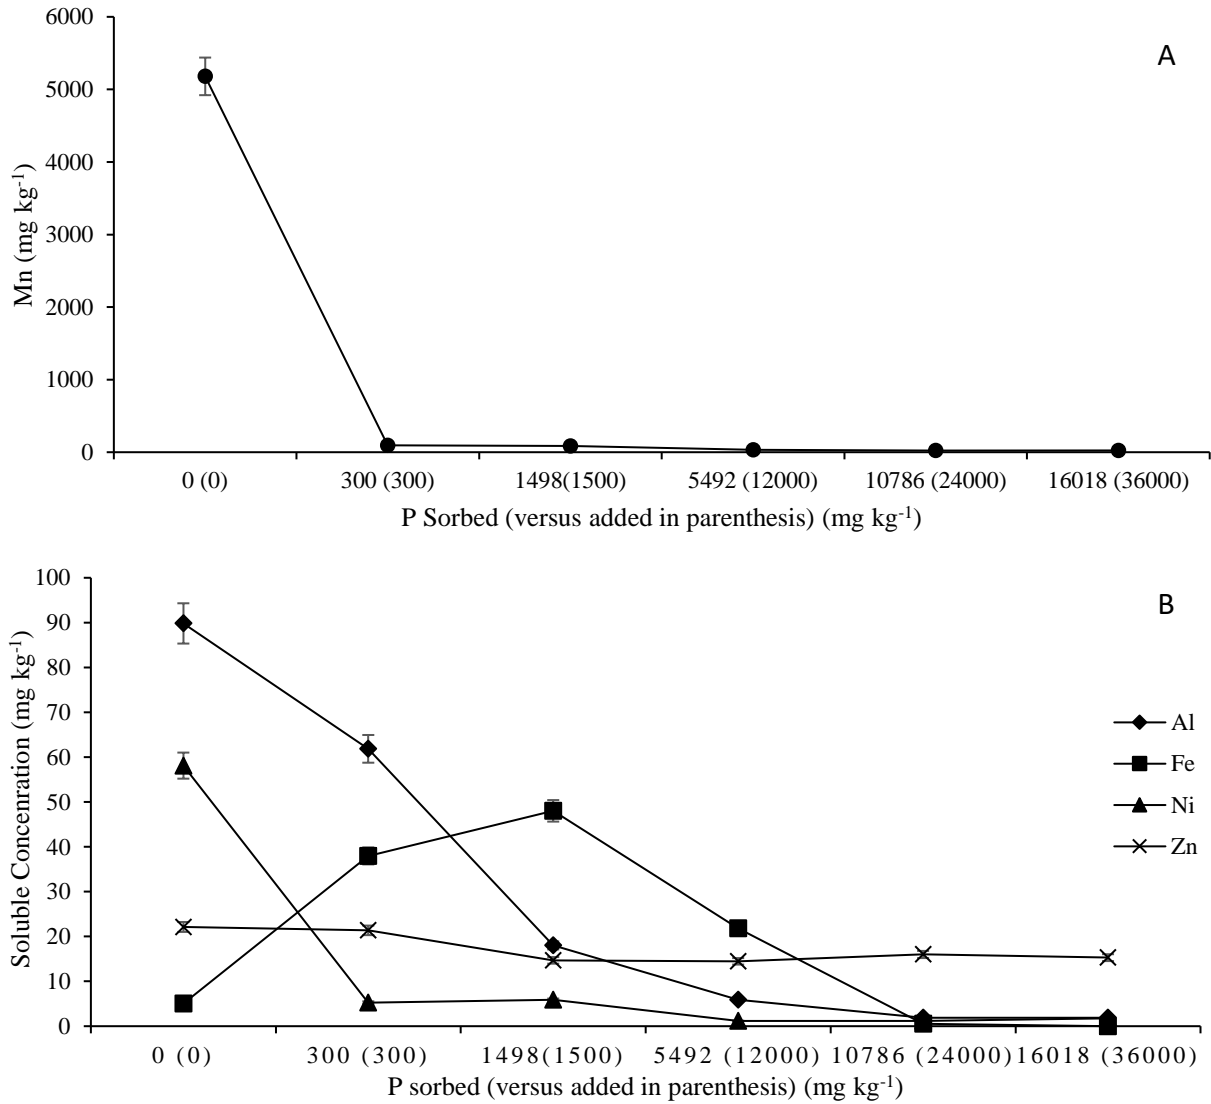 6000
5000
4000
3000
2000
1000
0
Mn (mg kg-1)
A
0 (0) 300 (300) 1498(1500) 5492 (12000) 10786 (24000) 16018 (36000)
P Sorbed (versus added in parenthesis) (mg kg-1)
100
90
80
70
60
50
40
30
20
10
0
Soluble Concenration (mg kg-1)
B
Al
Fe
Ni
Zn
0 (0) 300 (300) 1498(1500) 5492 (12000) 10786 (24000) 16018 (36000)
P sorbed (versus added in parenthesis) (mg kg-1)